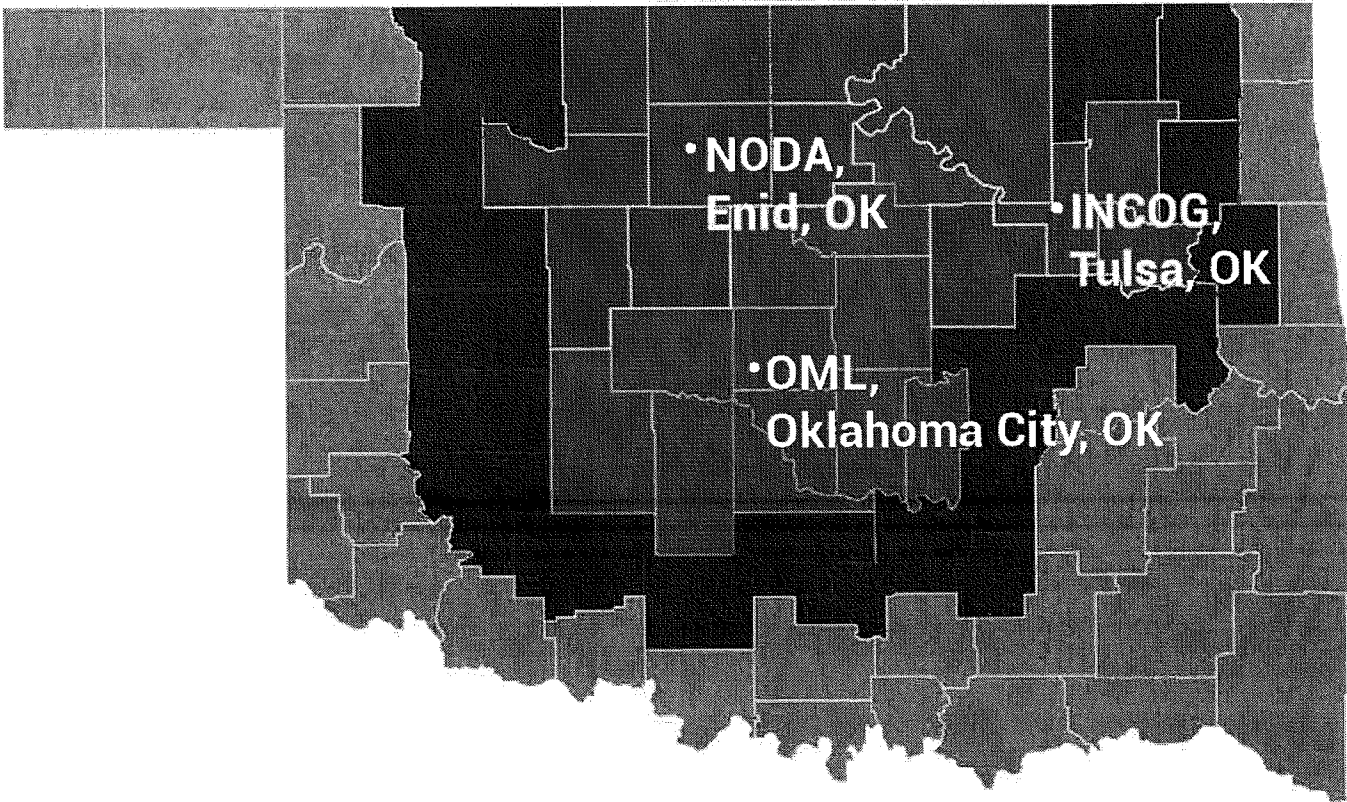 NODA,
Enid, OK
INCOG,
Tulsa, OK
OML,
Oklahoma City, OK